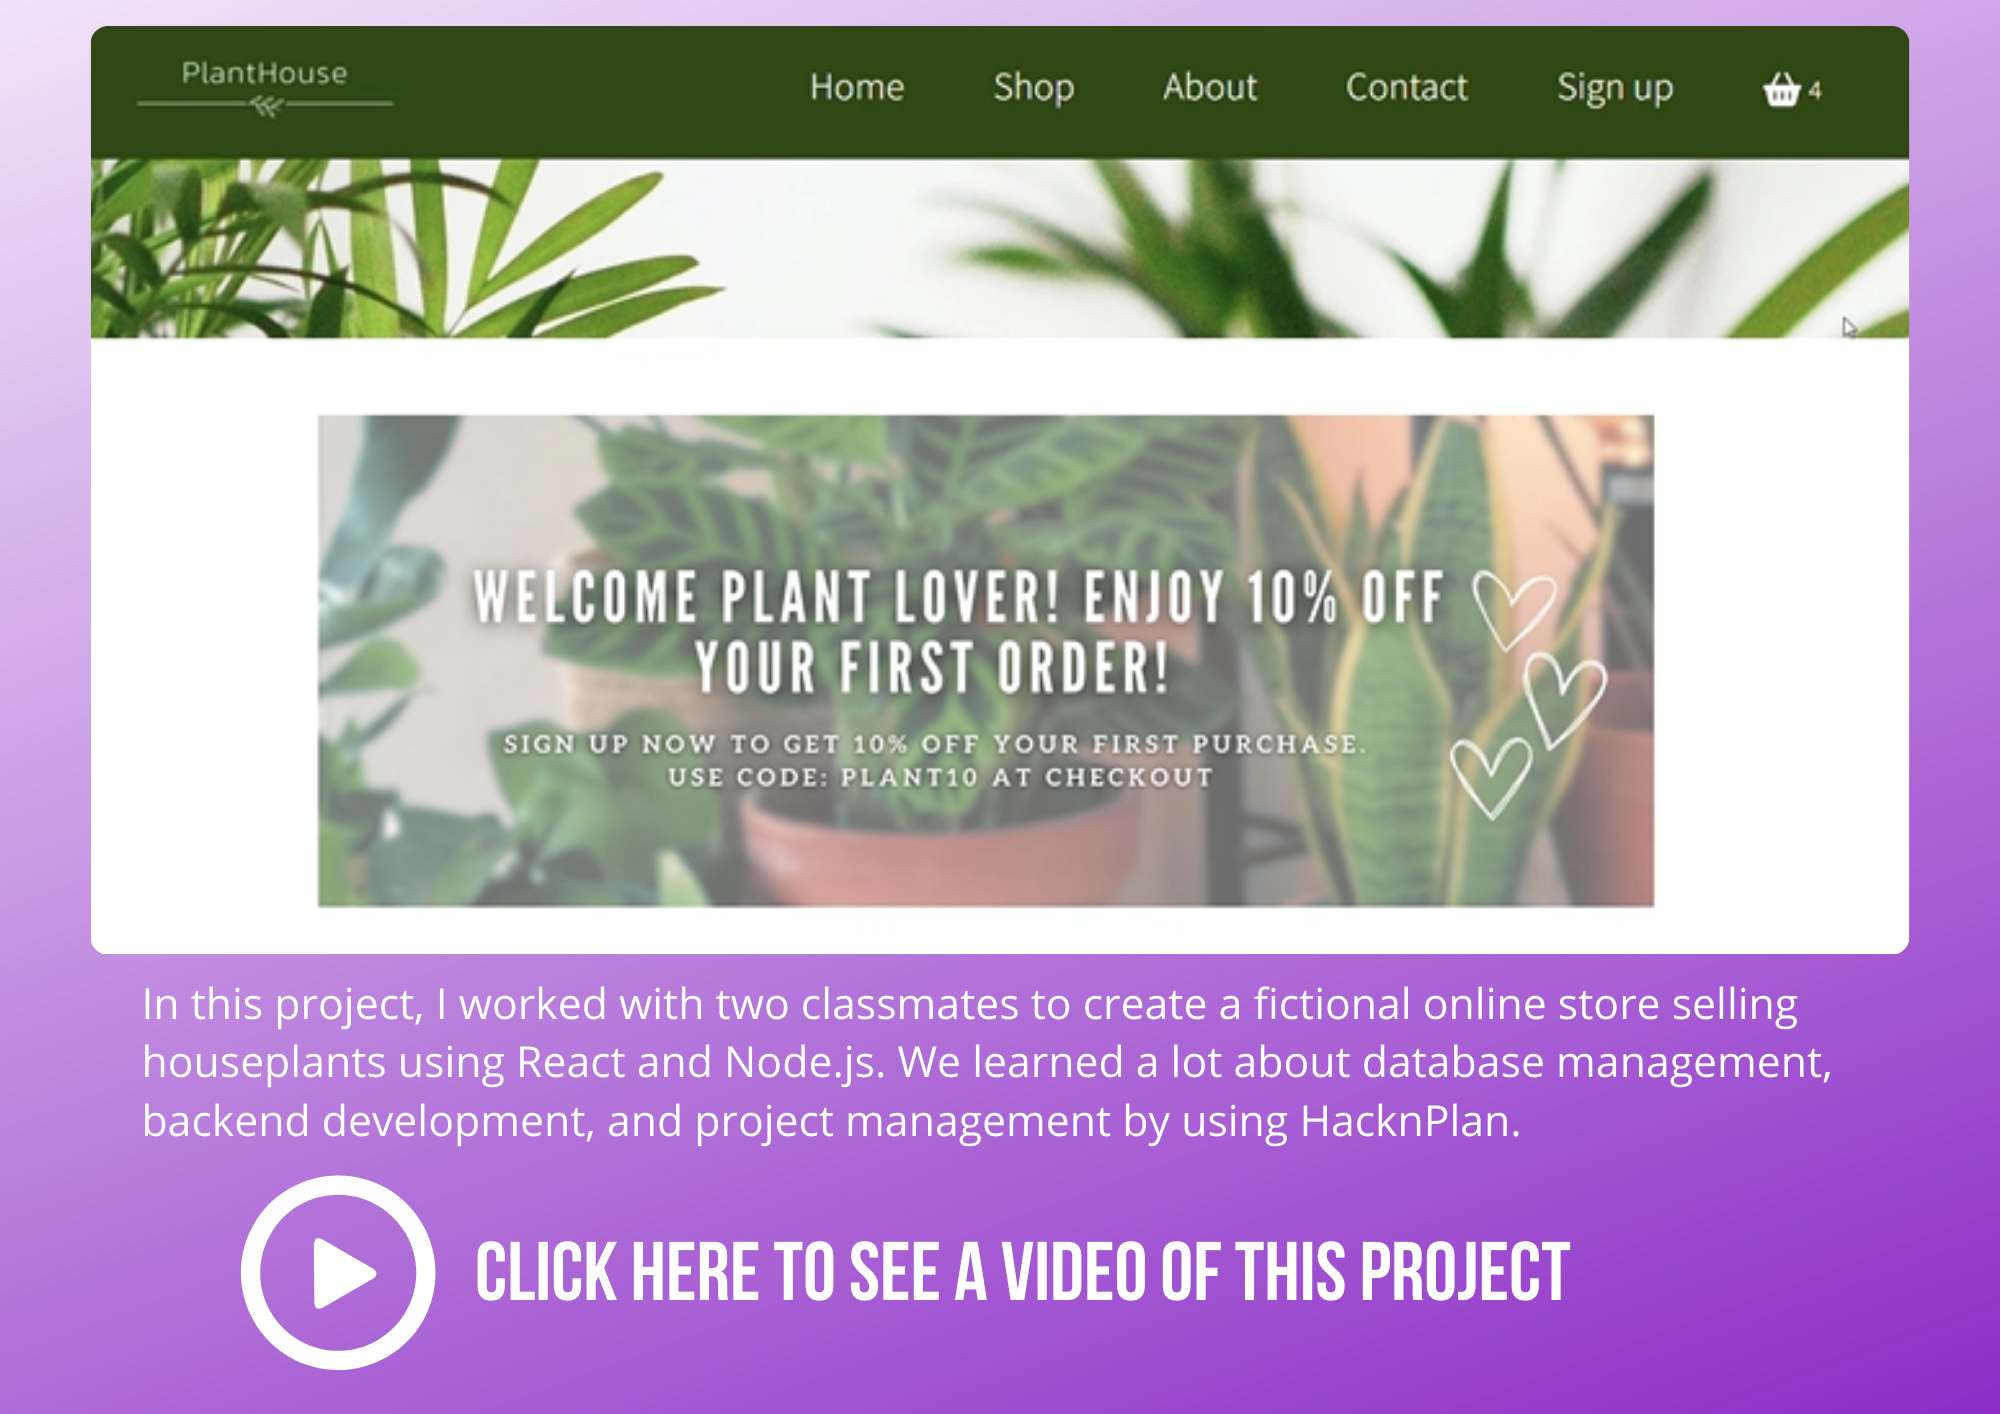 PlantHouse
Home Shop About Contact Sign up 4
WELCOME PLANT LOVER! ENJOY 10% OFF
YOUR FIRST ORDER!
SIGN UP NOW TO GET 10% OFF YOUR FIRST PURCHASE.
USE CODE: PLANT10 AT CHECKOUT
In this project, I worked with two classmates to create a fictional online store selling
houseplants using React and Node.js. We learned a lot about database management,
backend development, and project management by using HacknPlan.
CLICK HERE TO SEE A VIDEO OF THIS PROJECT